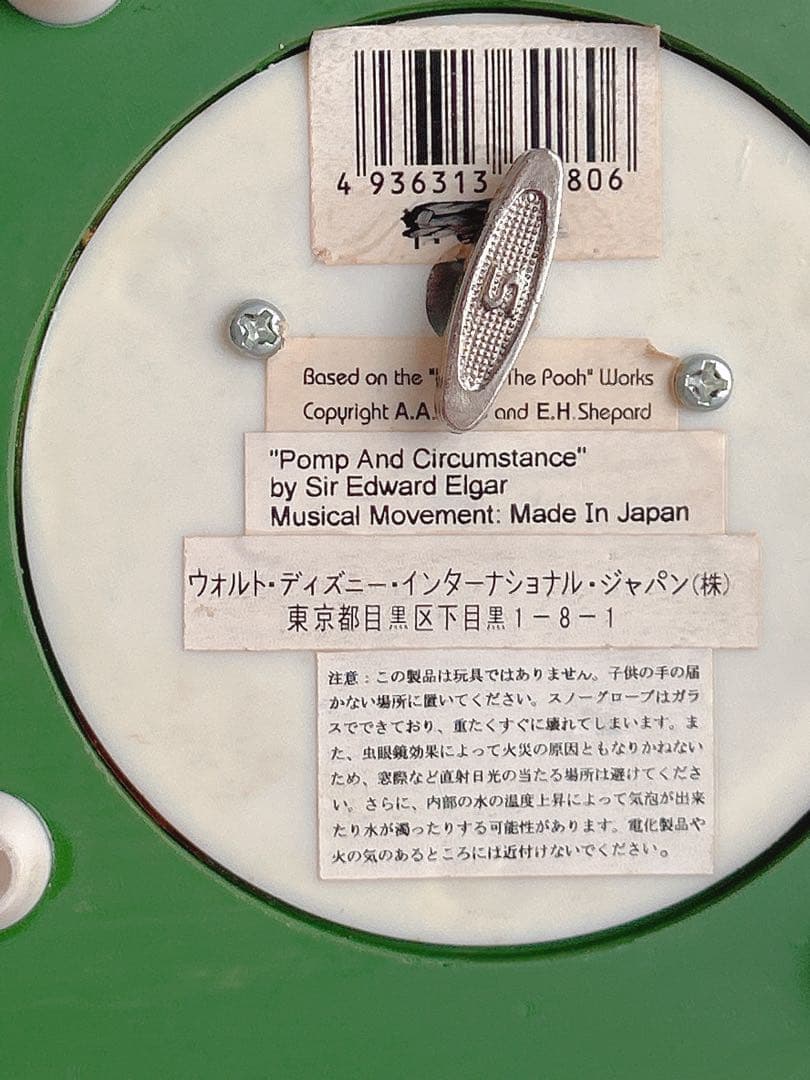 4 936313 806
Based on the " The Pooh" Works
Copyright A.A. and E.H.Shepard
"Pomp And Circumstance"
by Sir Edward Elgar
Musical Movement: Made In Japan
ウォルト・ディズニー・インターナショナル・ジャパン(株)
東京都目黒区下目黒1-8-1
注意：この製品は玩具ではありません。子供の手の届
かない場所に置いてください。スノーグローブはガラ
スでできており、重たくすぐに壊れてしまいます。ま
た、虫眼鏡効果によって火災の原因ともなりかねない
ため、窓際など直射日光の当たる場所は避けてくださ
い。さらに、内部の水の温度上昇によって気泡が出来
たり水が濁ったりする可能性があります。電化製品や
火の気のあるところには近付けないでください。
S